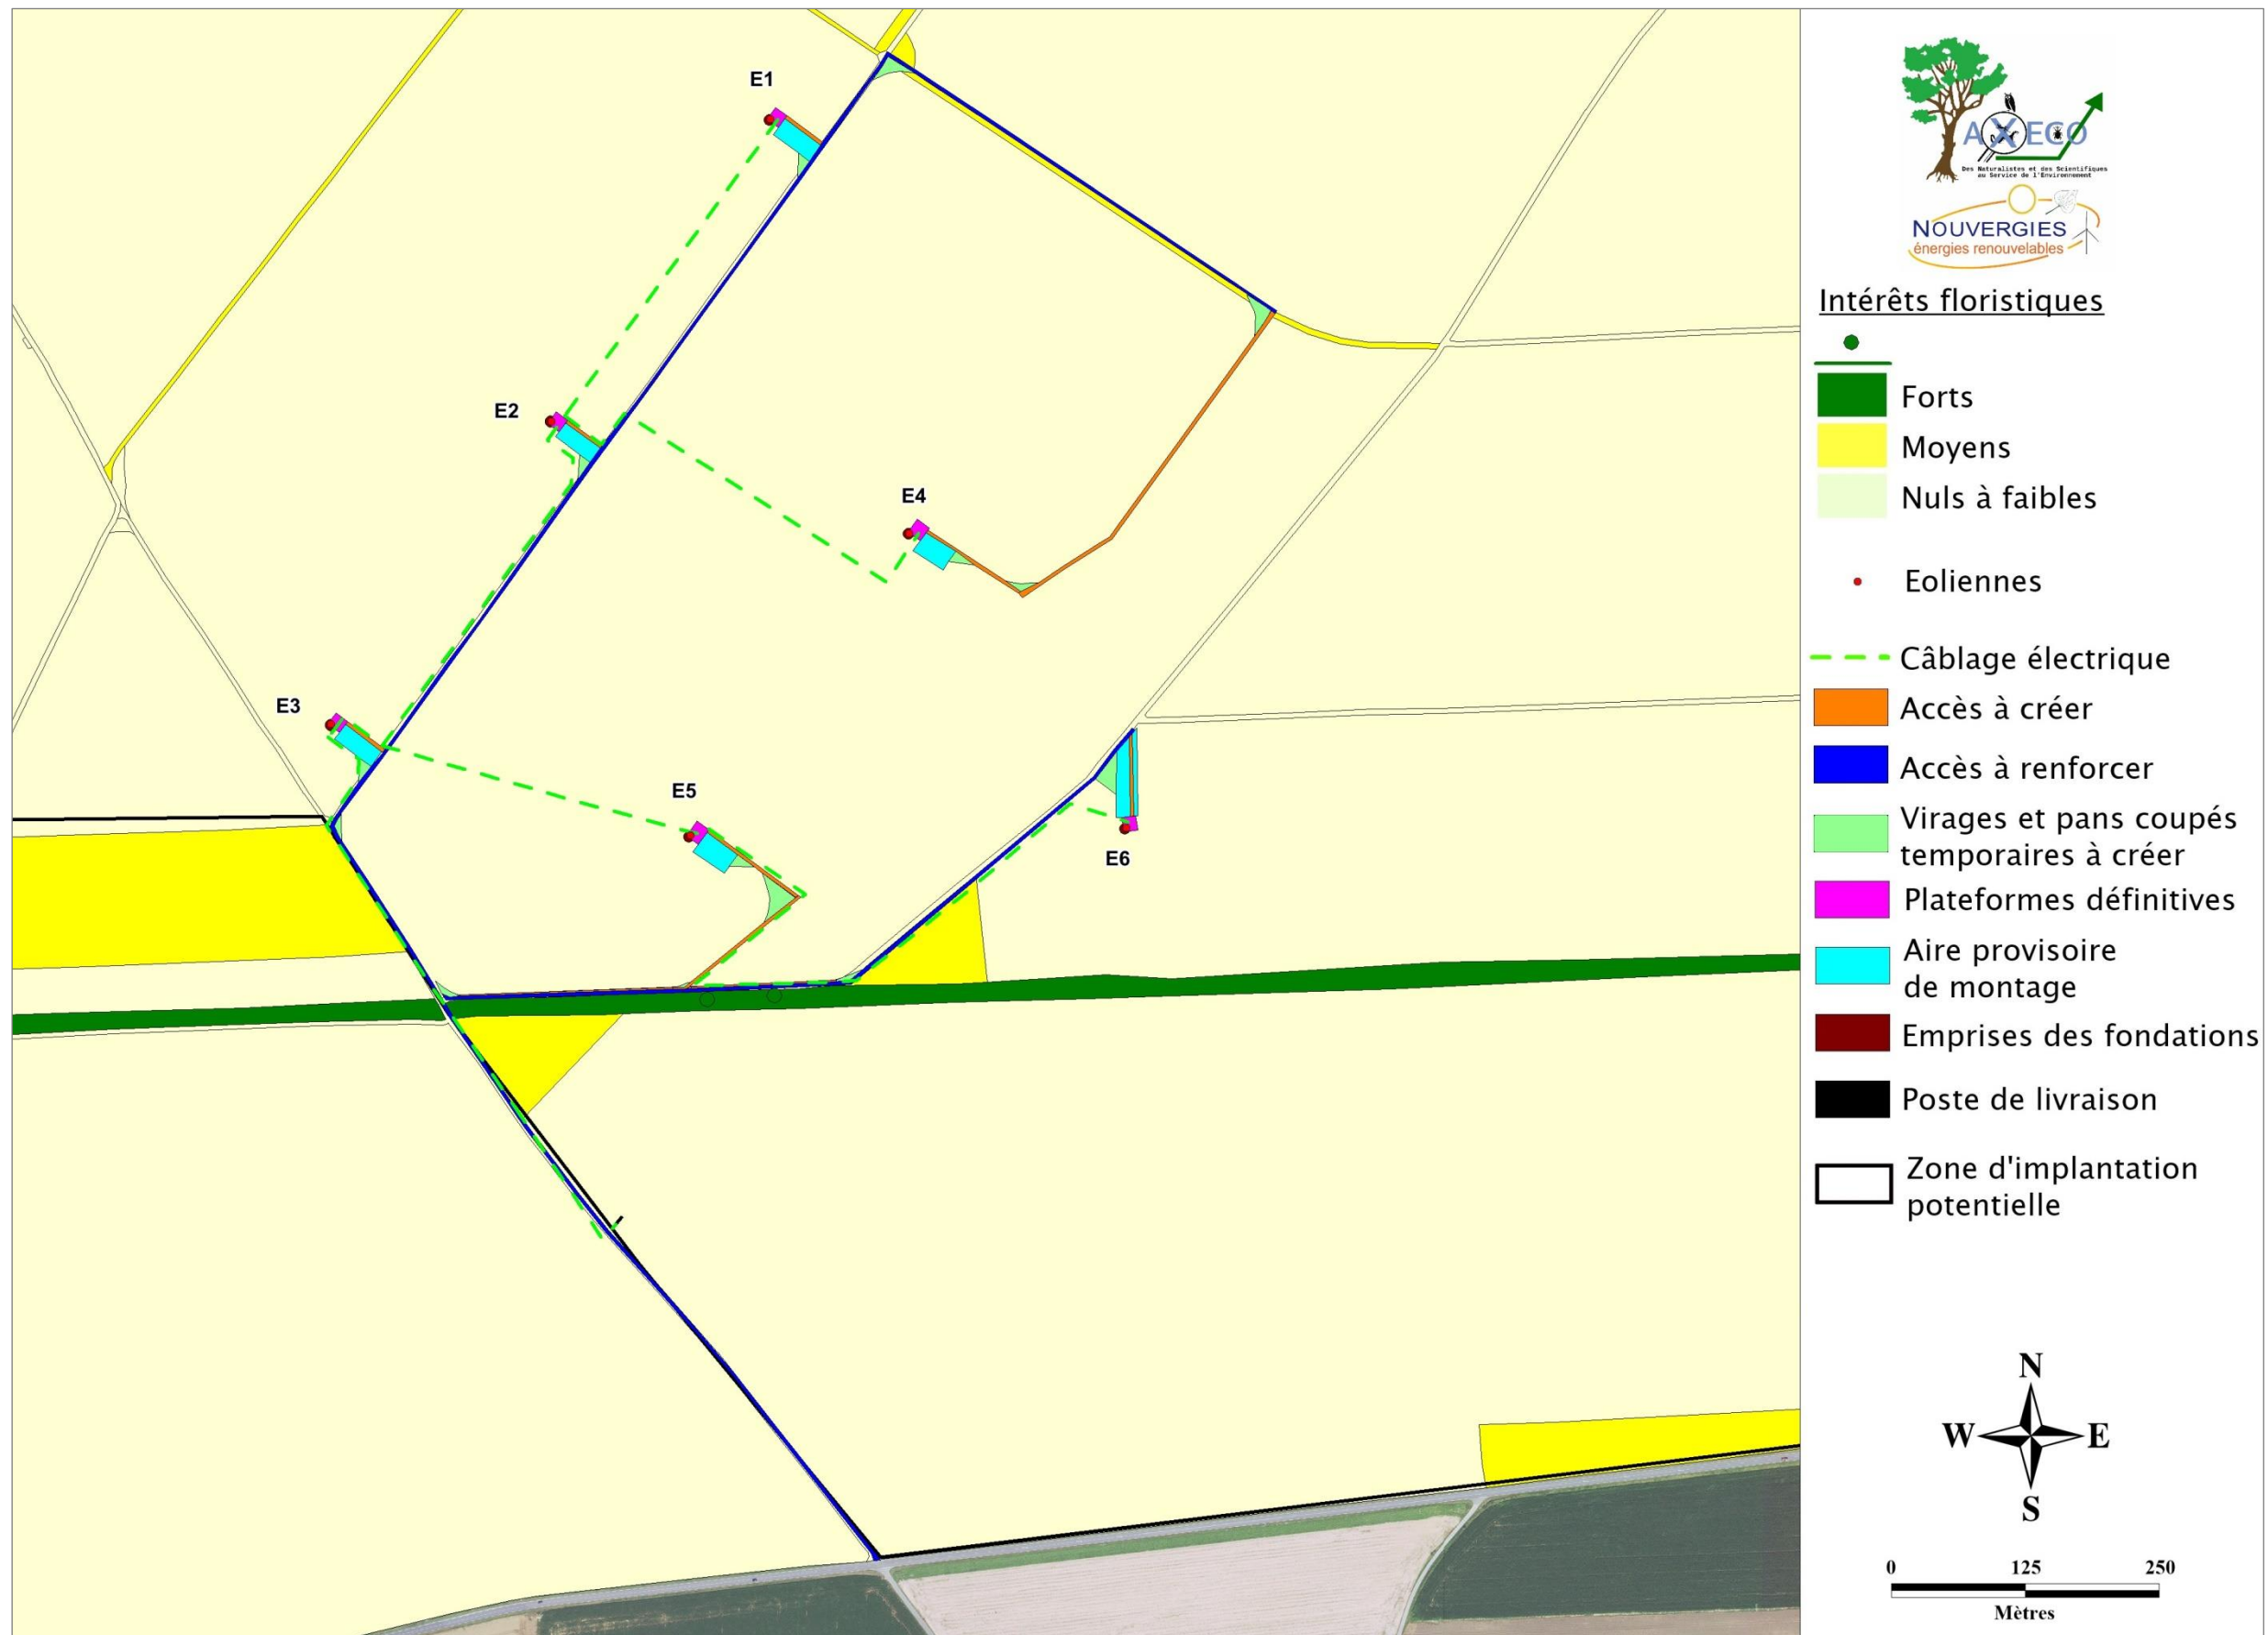 E1
E2
E4
E3
E5
E6
AXECO
Des Naturalistes et des Scientifiques
au Service de l'Environnement
NOUVERGIES
énergies renouvelables
Intérêts floristiques
Forts
Moyens
Nuls à faibles
Eoliennes
Câblage électrique
Accès à créer
Accès à renforcer
Virages et pans coupés
temporaires à créer
Plateformes définitives
Aire provisoire
de montage
Emprises des fondations
Poste de livraison
Zone d'implantation
potentielle
N
W E
S
0 125 250
Mètres